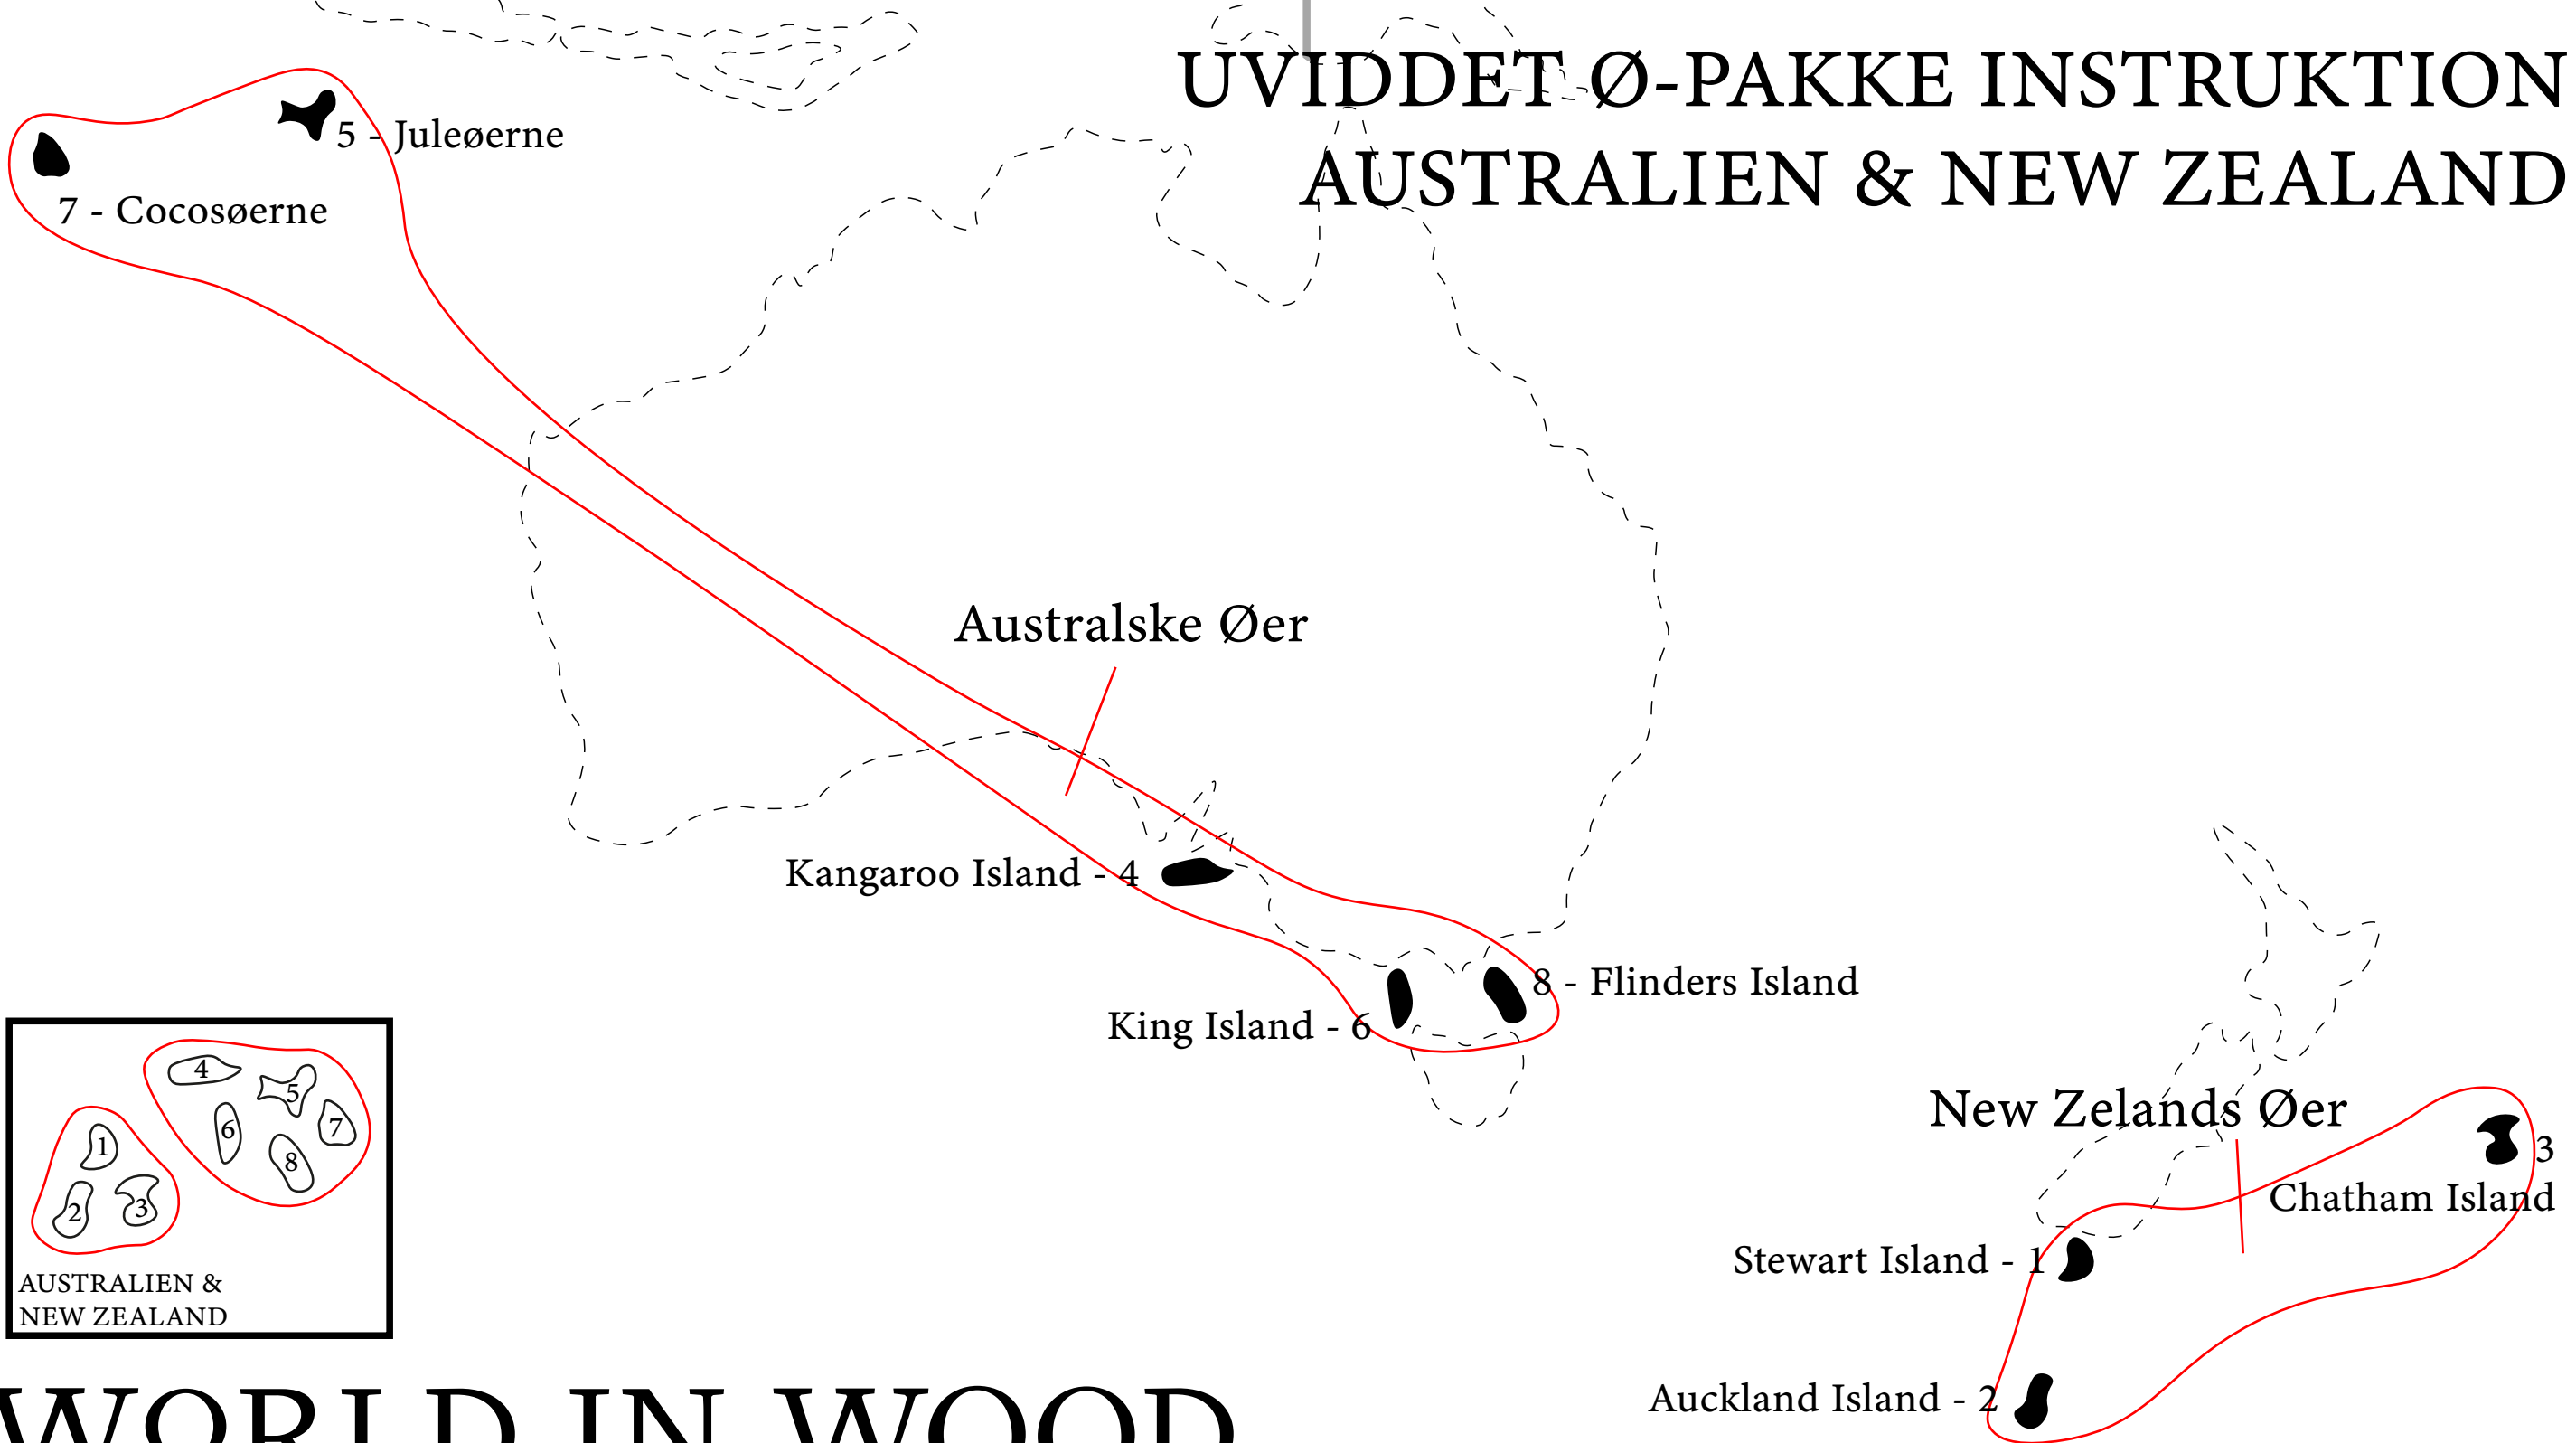 UVIDDET Ø-PAKKE INSTRUKTION
AUSTRALIEN & NEW ZEALAND
5 - Juleøerne
7 - Cocosøerne
Australske Øer
Kangaroo Island - 4
8 - Flinders Island
King Island - 6
New Zelands Øer
3
Chatham Island
Stewart Island - 1
Auckland Island - 2
4
5
1
6
7
8
2
3
AUSTRALIEN &
NEW ZEALAND
WORLD IN WOOD